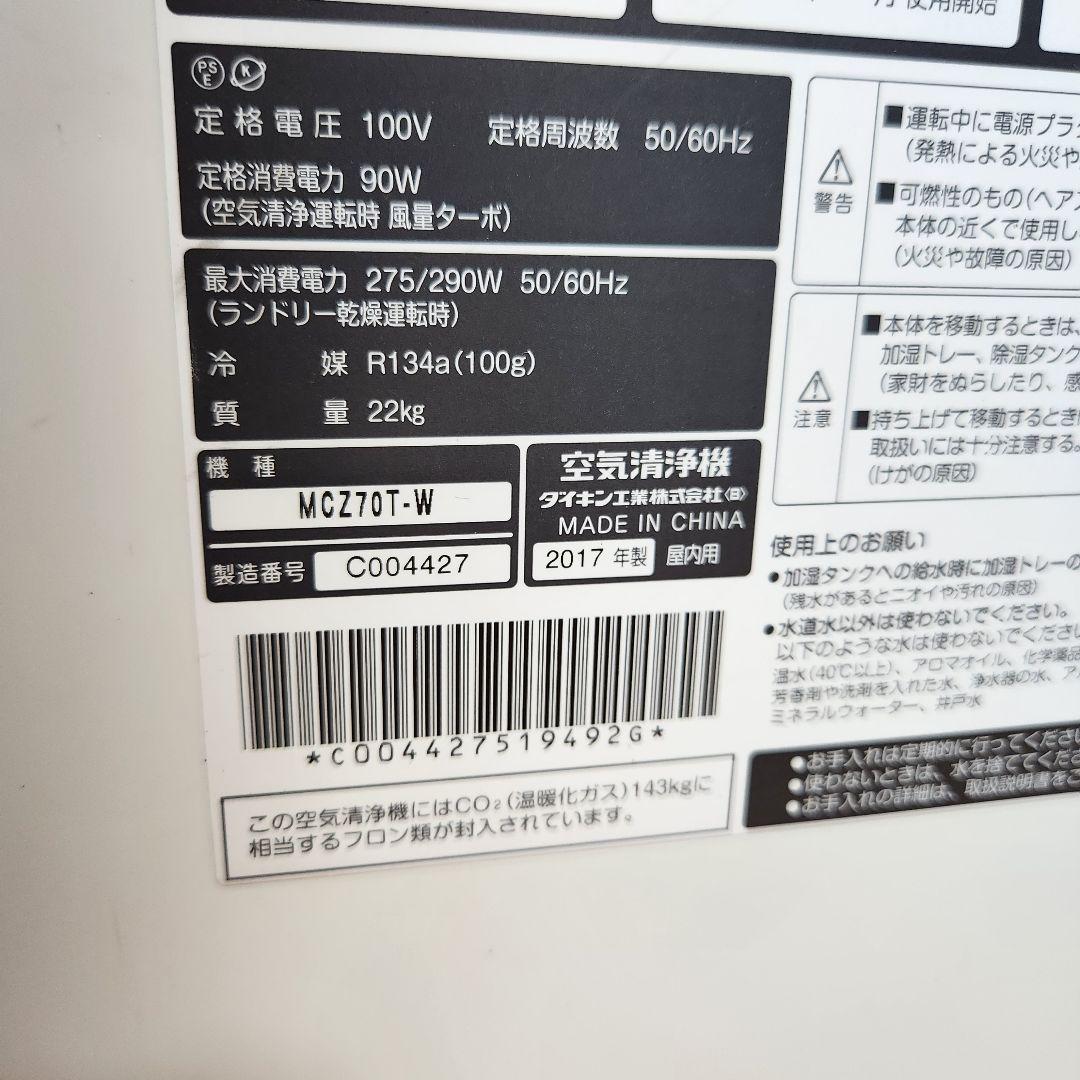 月 使用開始
PS
E
K
定格電圧 100V 定格周波数 50/60Hz
定格消費電力 90W
(空気清浄運転時 風量ターボ)
最大消費電力 275/290W 50/60Hz
(ランドリー乾燥運転時)
冷 媒 R134a(100g)
質 量 22kg
機 種
MCZ70T-W
製造番号 C004427
空気清浄機
ダイキン工業株式会社〈B〉
MADE IN CHINA
2017 年製 屋内用
*C004427519492G*
この空気清浄機にはCO₂(温暖化ガス)143kgに
相当するフロン類が封入されています。
警告
■運転中に電源プラ
(発熱による火災や
■可燃性のもの(ヘア
本体の近くで使用し
(火災や故障の原因)
注意
■本体を移動するときは、
加湿トレー、除湿タンク
(家財をぬらしたり、感
■持ち上げて移動するとき
取扱いには十分注意する。
(けがの原因)
使用上のお願い
●加湿タンクへの給水時に加湿トレーの
(残水があるとニオイや汚れの原因)
●水道水以外は使わないでください。
以下のような水は使わないでください
温水(40℃以上)、アロマオイル、化学薬品
芳香剤や洗剤を入れた水、浄水器の水、アル
ミネラルウォーター、井戸水
●お手入れは定期的に行ってください
●使わないときは、水を捨ててくださ
●お手入れの詳細は、取扱説明書をご